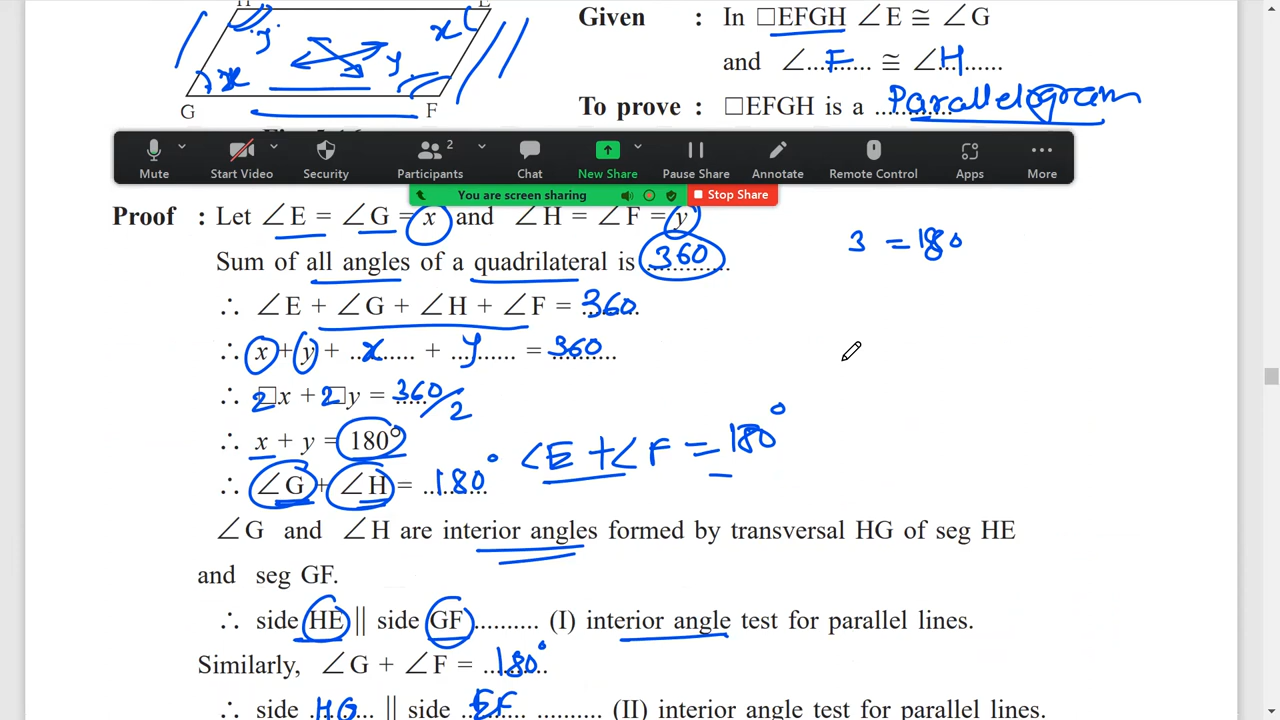 H E
y x
x y
G F
Given : In □EFGH ∠E ≅ ∠G
and ∠...F... ≅ ∠...H......
To prove : □EFGH is a ...Parallelogram
2
Mute Start Video Security Participants Chat New Share Pause Share Annotate Remote Control Apps More
You are screen sharing Stop Share
Proof : Let ∠E = ∠G = x and ∠H = ∠F = y
3 = 180
Sum of all angles of a quadrilateral is ...360...
∴ ∠E + ∠G + ∠H + ∠F = 360
∴ x + y + ...x... + ...y... = 360
∴ 2□x + 2□y = 360/2
∴ x + y = 180°
∠E + ∠F = 180°
∴ ∠G + ∠H = 180°
∠G and ∠H are interior angles formed by transversal HG of seg HE
and seg GF.
∴ side HE || side GF .......... (I) interior angle test for parallel lines.
Similarly, ∠G + ∠F = 180°
∴ side HG || side EF .......... (II) interior angle test for parallel lines.